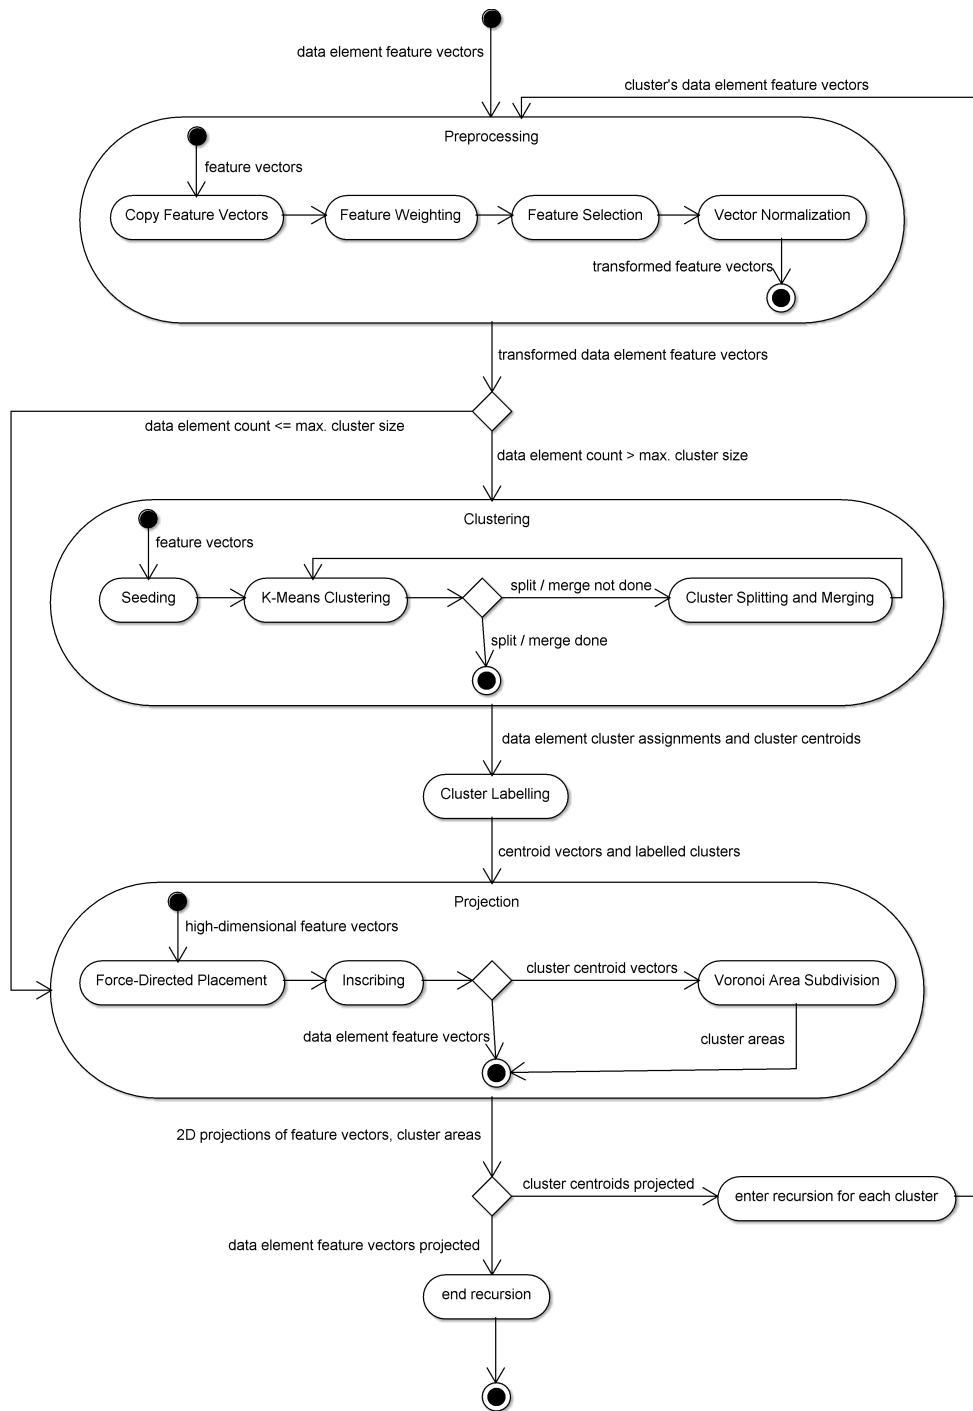 data element feature vectors
cluster's data element feature vectors
Preprocessing
feature vectors
Copy Feature Vectors
Feature Weighting
Feature Selection
Vector Normalization
transformed feature vectors
transformed data element feature vectors
data element count <= max. cluster size
data element count > max. cluster size
Clustering
feature vectors
split / merge not done
Seeding
K-Means Clustering
Cluster Splitting and Merging
split / merge done
data element cluster assignments and cluster centroids
Cluster Labelling
centroid vectors and labelled clusters
Projection
high-dimensional feature vectors
cluster centroid vectors
Force-Directed Placement
Inscribing
Voronoi Area Subdivision
data element feature vectors
cluster areas
2D projections of feature vectors, cluster areas
cluster centroids projected
enter recursion for each cluster
data element feature vectors projected
end recursion